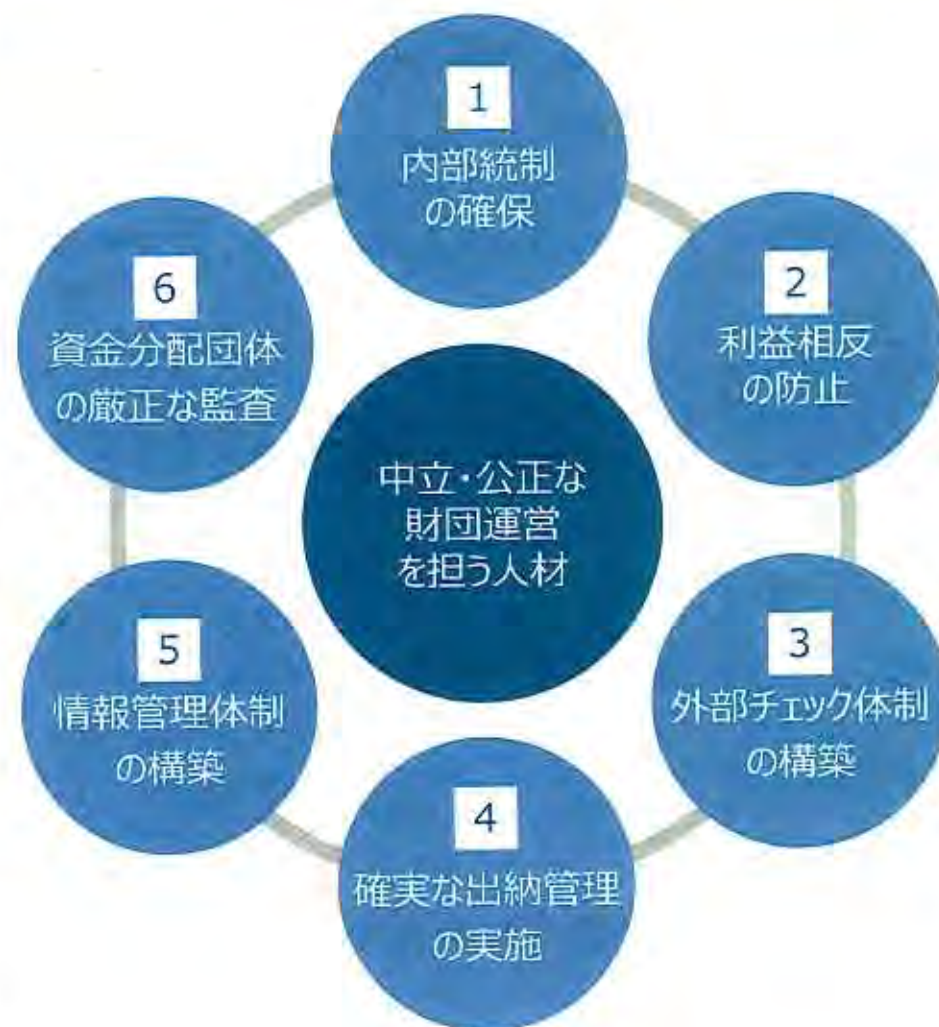 1
内部統制
の確保
2
利益相反
の防止
3
外部チェック体制
の構築
4
確実な出納管理
の実施
5
情報管理体制
の構築
6
資金分配団体
の厳正な監査
中立・公正な
財団運営
を担う人材